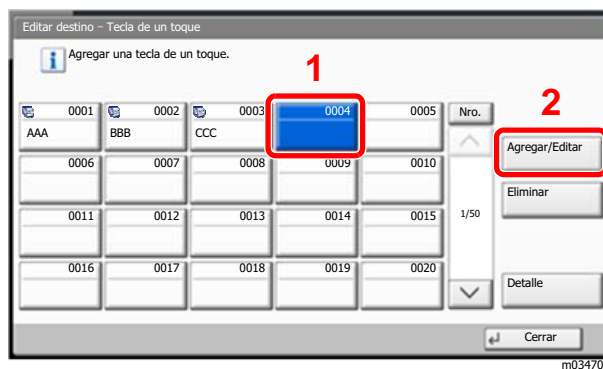 Editar destino – Tecla de un toque
Agregar una tecla de un toque.
1
0001 0002 0003 0004 0005 Nro. 2
AAA BBB CCC
Agregar/Editar
0006 0007 0008 0009 0010
Eliminar
0011 0012 0013 0014 0015 1/50
0016 0017 0018 0019 0020
Detalle
Cerrar
m03470